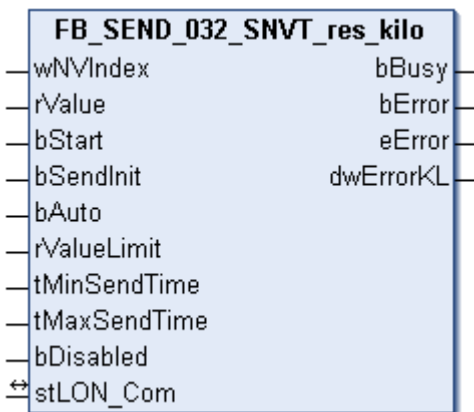 FB_SEND_032_SNVT_res_kilo
wNVIndex bBusy
rValue bError
bStart eError
bSendInit dwErrorKL
bAuto
rValueLimit
tMinSendTime
tMaxSendTime
bDisabled
stLON_Com